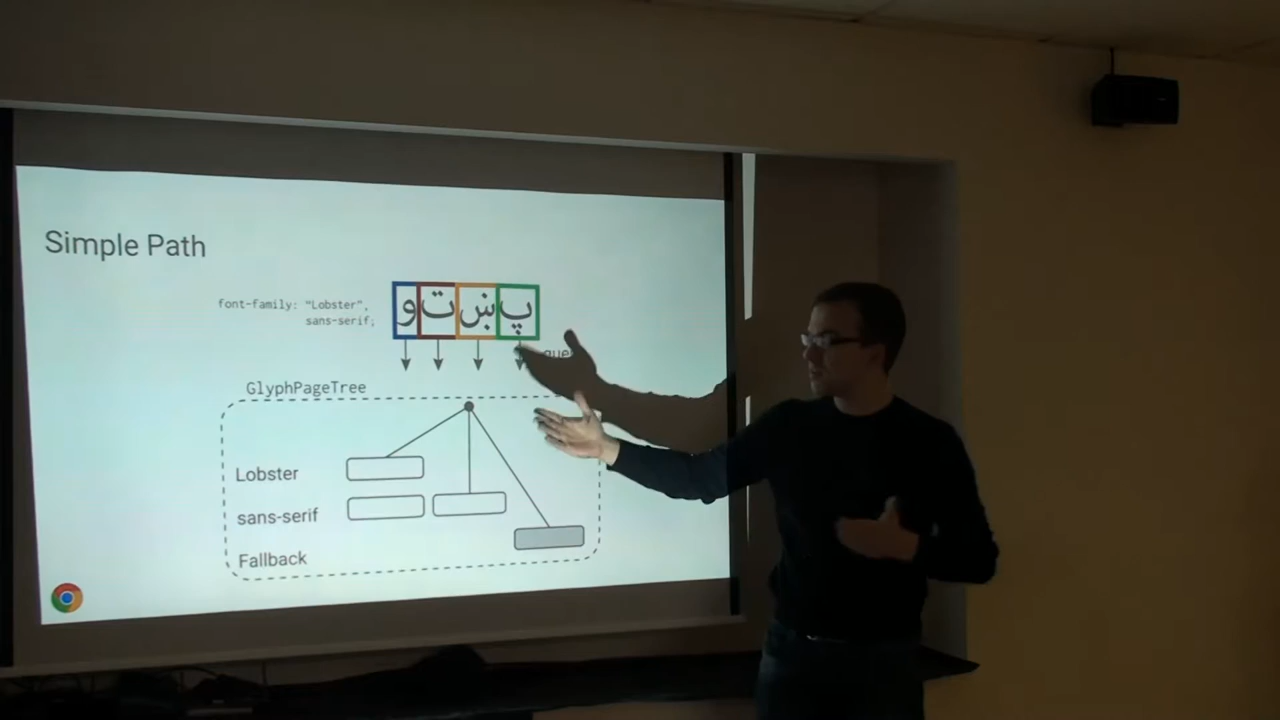 Simple Path
font-family: "Lobster",
sans-serif;
پ ښ ت و
GlyphPageTree
Lobster
sans-serif
Fallback